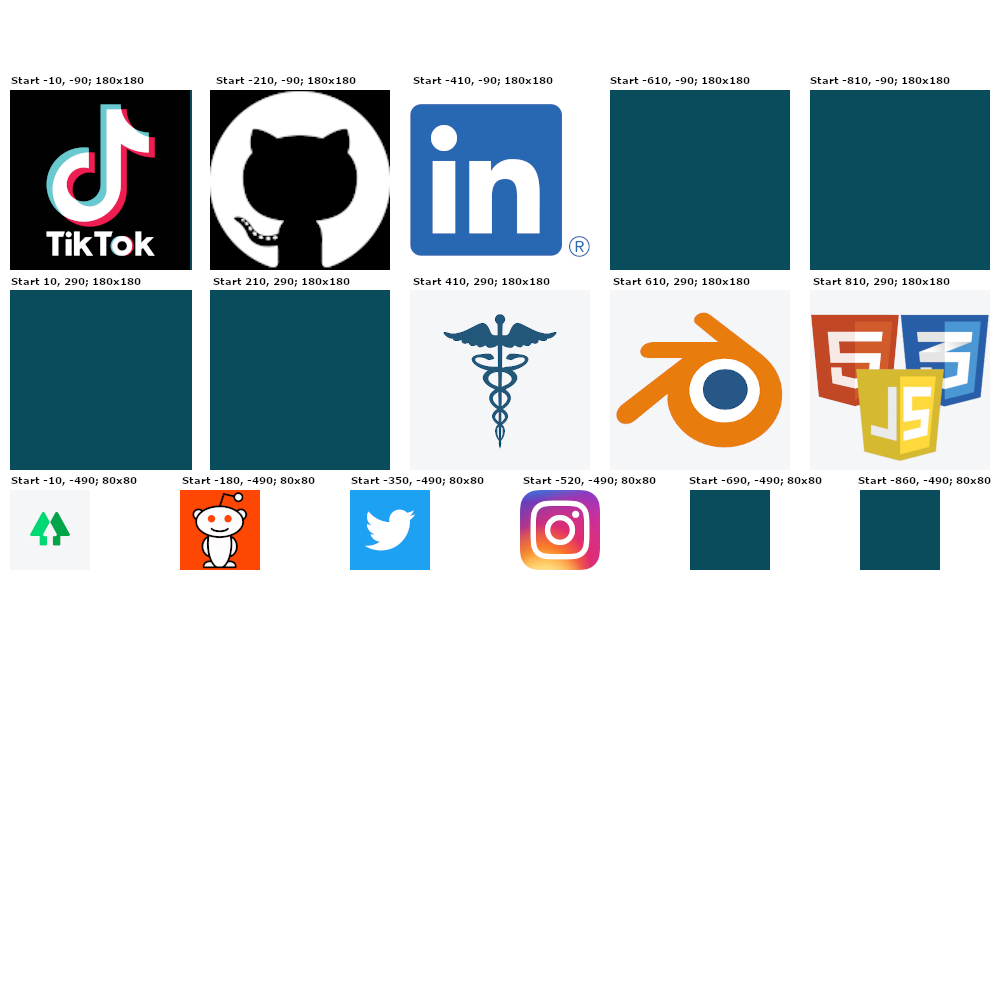 Start -10, -90; 180x180
Start -210, -90; 180x180
Start -410, -90; 180x180
Start -610, -90; 180x180
Start -810, -90; 180x180
TikTok
in
®
Start 10, 290; 180x180
Start 210, 290; 180x180
Start 410, 290; 180x180
Start 610, 290; 180x180
Start 810, 290; 180x180
5
3
JS
Start -10, -490; 80x80
Start -180, -490; 80x80
Start -350, -490; 80x80
Start -520, -490; 80x80
Start -690, -490; 80x80
Start -860, -490; 80x80